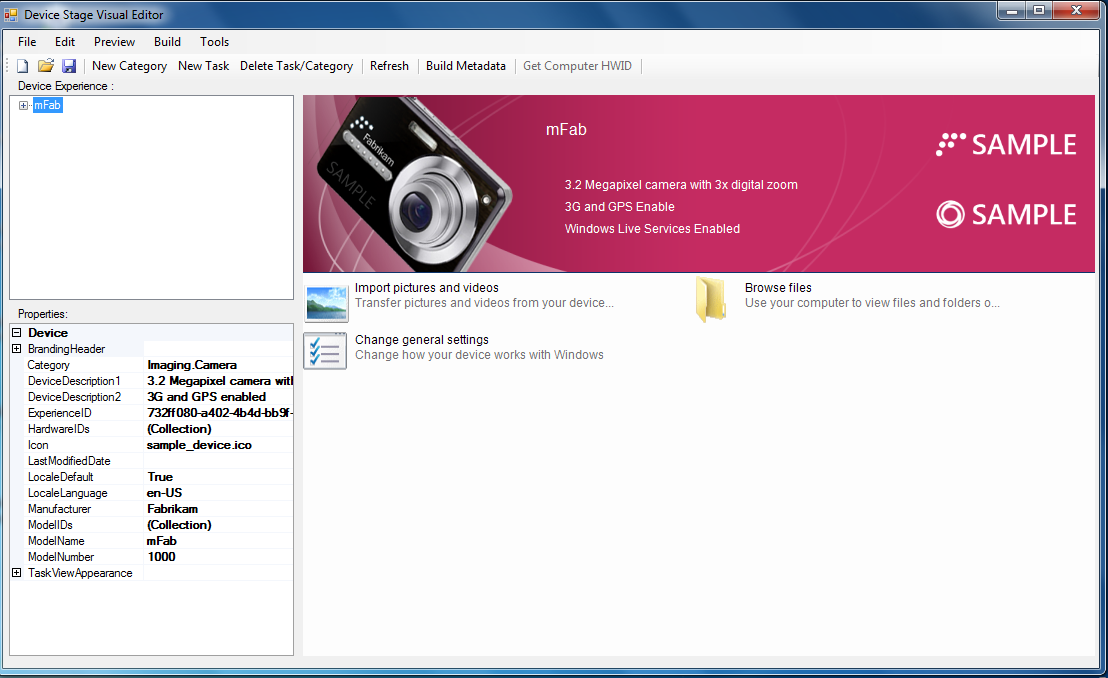 Device Stage Visual Editor
File Edit Preview Build Tools
New Category New Task Delete Task/Category Refresh Build Metadata Get Computer HWID
Device Experience :
mFab
Fabrikam
SAMPLE
mFab
3.2 Megapixel camera with 3x digital zoom
3G and GPS Enable
Windows Live Services Enabled
SAMPLE
SAMPLE
Import pictures and videos
Transfer pictures and videos from your device...
Browse files
Use your computer to view files and folders o...
Change general settings
Change how your device works with Windows
Properties:
Device
BrandingHeader
Category Imaging.Camera
DeviceDescription1 3.2 Megapixel camera with
DeviceDescription2 3G and GPS enabled
ExperienceID 732ff080-a402-4b4d-bb9f-
HardwareIDs (Collection)
Icon sample_device.ico
LastModifiedDate
LocaleDefault True
LocaleLanguage en-US
Manufacturer Fabrikam
ModelIDs (Collection)
ModelName mFab
ModelNumber 1000
TaskViewAppearance